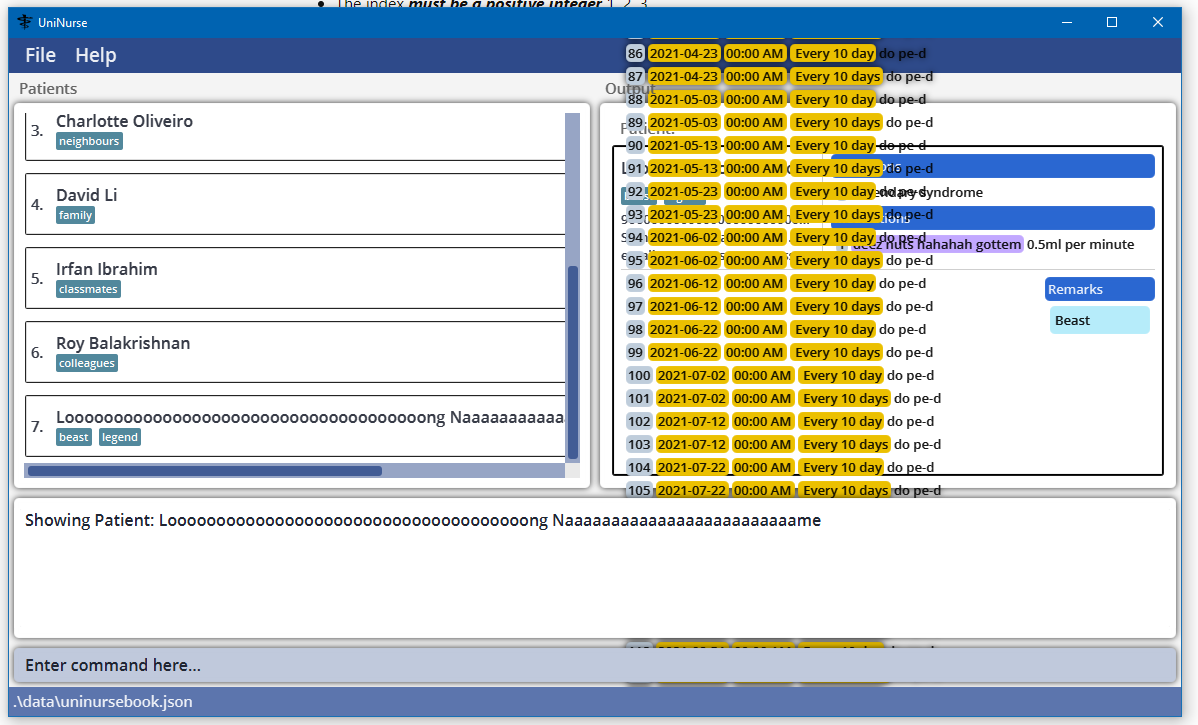 The index must be a positive integer 1, 2, 3
UniNurse
File Help
Patients
3. Charlotte Oliveiro
neighbours
4. David Li
family
5. Irfan Ibrahim
classmates
6. Roy Balakrishnan
colleagues
7. Looooooooooooooooooooooooooooooooooooong Naaaaaaaaaaa
beast legend
Output
Patient:
86 2021-04-23 00:00 AM Every 10 day do pe-d
87 2021-04-23 00:00 AM Every 10 days do pe-d
88 2021-05-03 00:00 AM Every 10 day do pe-d
89 2021-05-03 00:00 AM Every 10 days do pe-d
90 2021-05-13 00:00 AM Every 10 day do pe-d
91 2021-05-13 00:00 AM Every 10 days do pe-d
92 2021-05-23 00:00 AM Every 10 day do pe-d
93 2021-05-23 00:00 AM Every 10 days do pe-d
94 2021-06-02 00:00 AM Every 10 day do pe-d
95 2021-06-02 00:00 AM Every 10 days do pe-d
96 2021-06-12 00:00 AM Every 10 day do pe-d
97 2021-06-12 00:00 AM Every 10 days do pe-d
98 2021-06-22 00:00 AM Every 10 day do pe-d
99 2021-06-22 00:00 AM Every 10 days do pe-d
100 2021-07-02 00:00 AM Every 10 day do pe-d
101 2021-07-02 00:00 AM Every 10 days do pe-d
102 2021-07-12 00:00 AM Every 10 day do pe-d
103 2021-07-12 00:00 AM Every 10 days do pe-d
104 2021-07-22 00:00 AM Every 10 day do pe-d
105 2021-07-22 00:00 AM Every 10 days do pe-d
syndrome
deez nuts hahahah gottem 0.5ml per minute
Remarks
Beast
Showing Patient: Looooooooooooooooooooooooooooooooooooong Naaaaaaaaaaaaaaaaaaaaaaaaame
Enter command here...
.\data\uninursebook.json